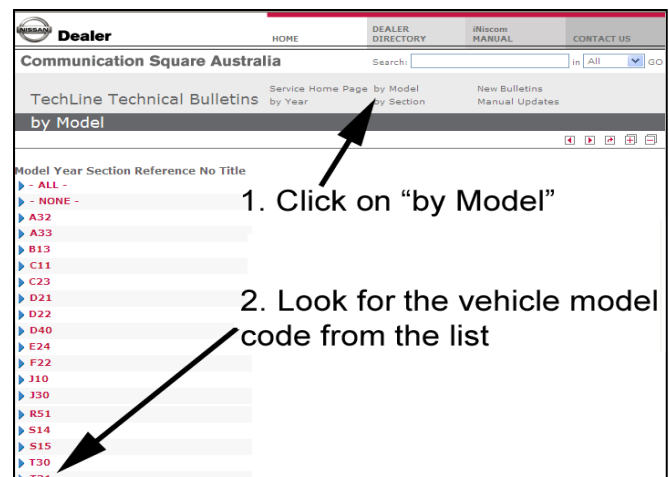 NISSAN Dealer
HOME
DEALER DIRECTORY
iNiscom MANUAL
CONTACT US
Communication Square Australia
Search: in All GO
TechLine Technical Bulletins
Service Home Page by Model New Bulletins
by Year by Section Manual Updates
by Model
Model Year Section Reference No Title
- ALL -
- NONE -
A32
A33
B13
C11
C23
D21
D22
D40
E24
F22
J10
J30
R51
S14
S15
T30
1. Click on “by Model”
2. Look for the vehicle model
code from the list